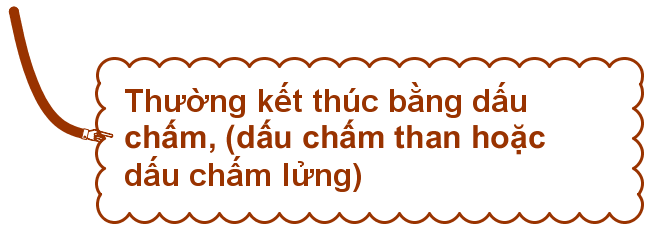 Thường kết thúc bằng dấu
chấm, (dấu chấm than hoặc
dấu chấm lửng)